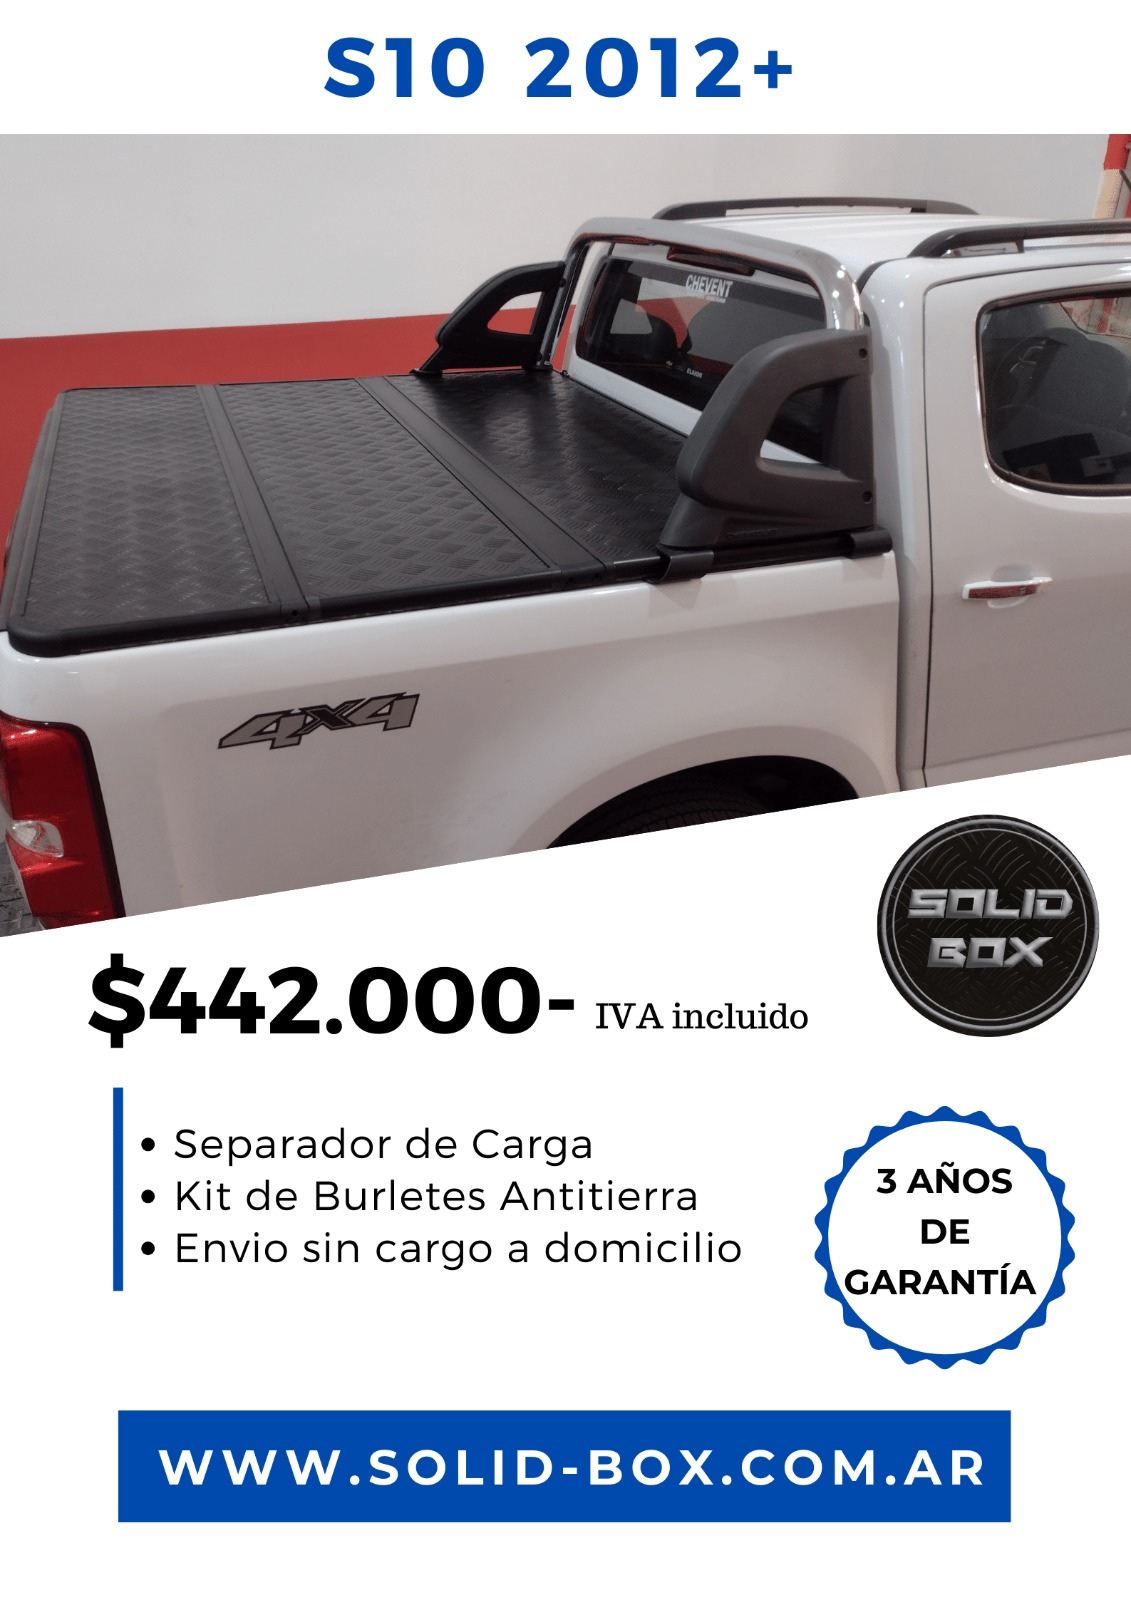 S10 2012+
CHEVENT
4x4
SOLID
BOX
$442.000- IVA incluido
• Separador de Carga
• Kit de Burletes Antitierra
• Envio sin cargo a domicilio
3 AÑOS
DE
GARANTÍA
WWW.SOLID-BOX.COM.AR